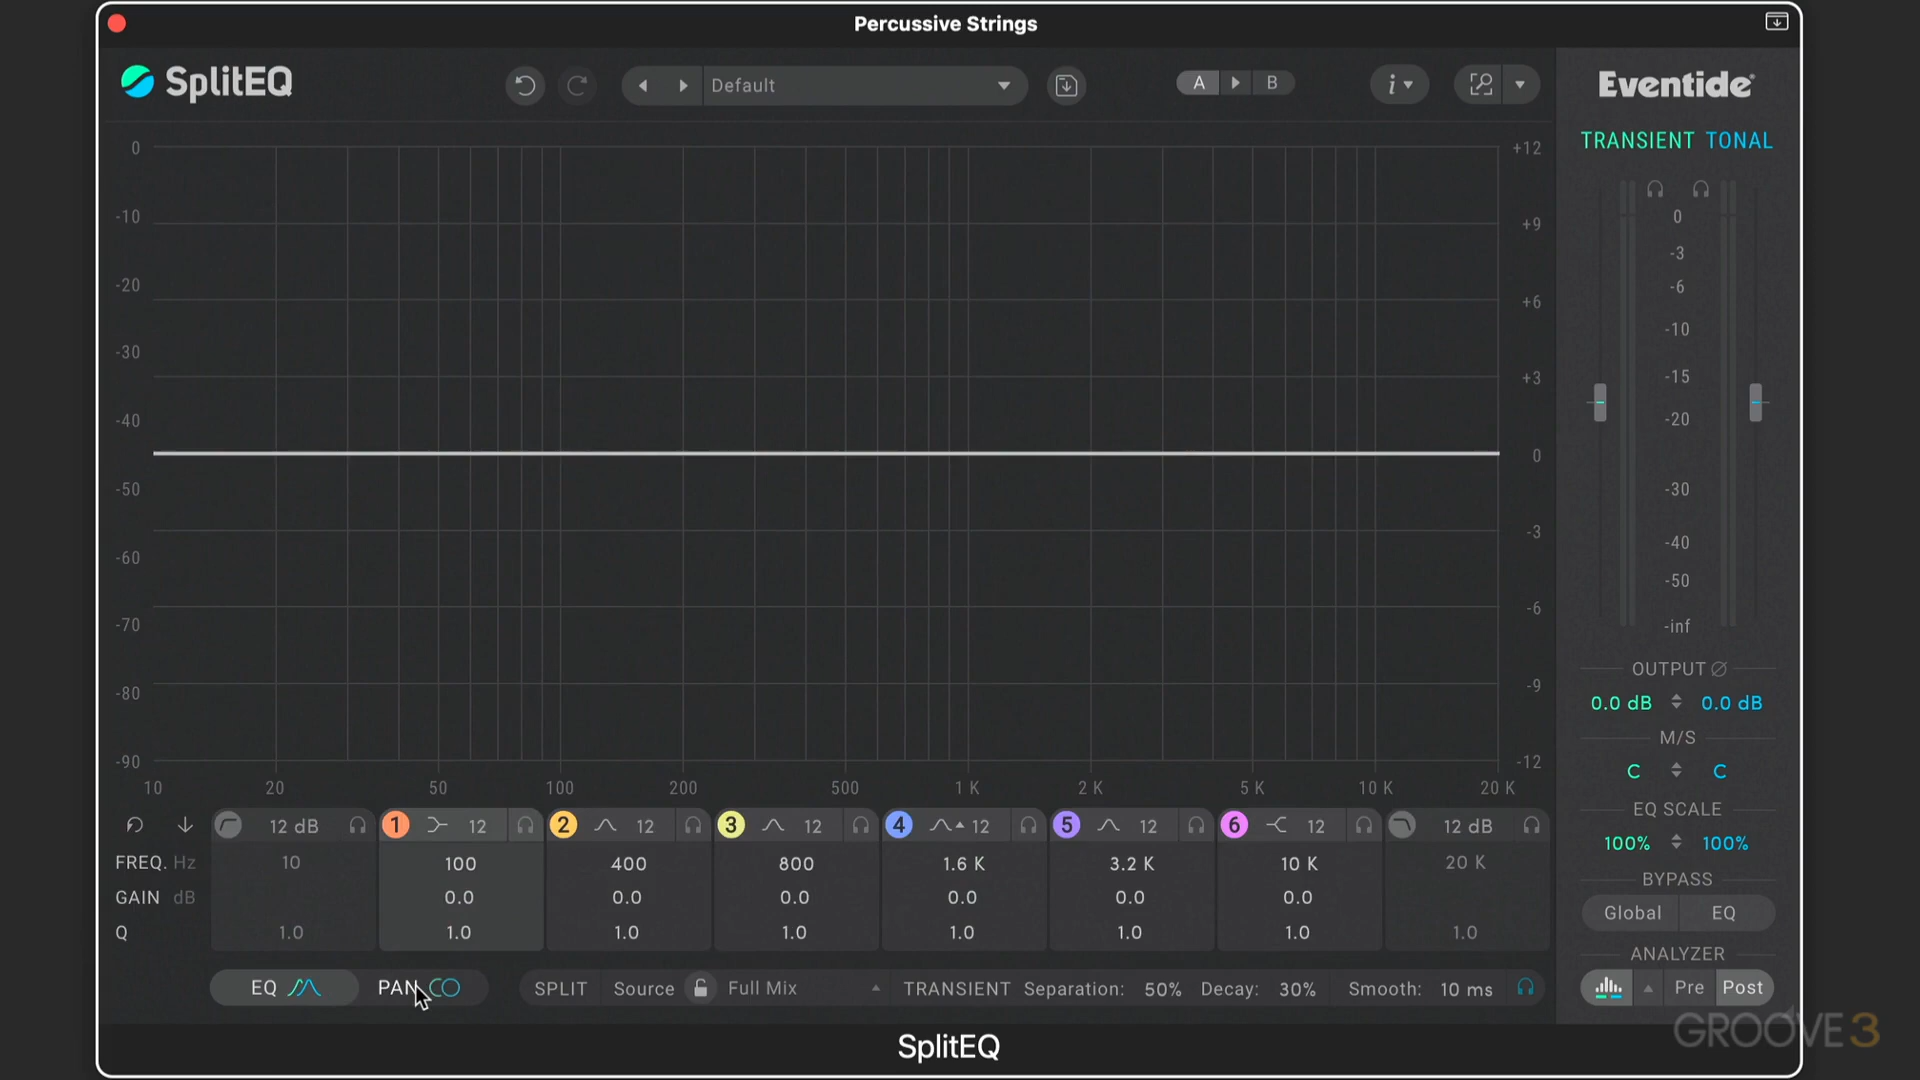 Percussive Strings
SplitEQ
Default
A B
i
Eventide
TRANSIENT TONAL
0 +12
-10 +9
-20 +6
-30 +3
-40
0
-50
-3
-60
-6
-70
-80 -9
-90 -12
10 20 50 100 200 500 1 K 2 K 5 K 10 K 20 K
0
-3
-6
-10
-15
-20
-30
-40
-50
-inf
OUTPUT Ø
0.0 dB 0.0 dB
M/S
C C
EQ SCALE
100% 100%
BYPASS
Global EQ
ANALYZER
Pre Post
12 dB 1 12 2 12 3 12 4 12 5 12 6 12 12 dB
FREQ. Hz 10 100 400 800 1.6 K 3.2 K 10 K 20 K
GAIN dB 0.0 0.0 0.0 0.0 0.0 0.0
Q 1.0 1.0 1.0 1.0 1.0 1.0 1.0 1.0
EQ PAN SPLIT Source Full Mix TRANSIENT Separation: 50% Decay: 30% Smooth: 10 ms
GROOVE 3
SplitEQ